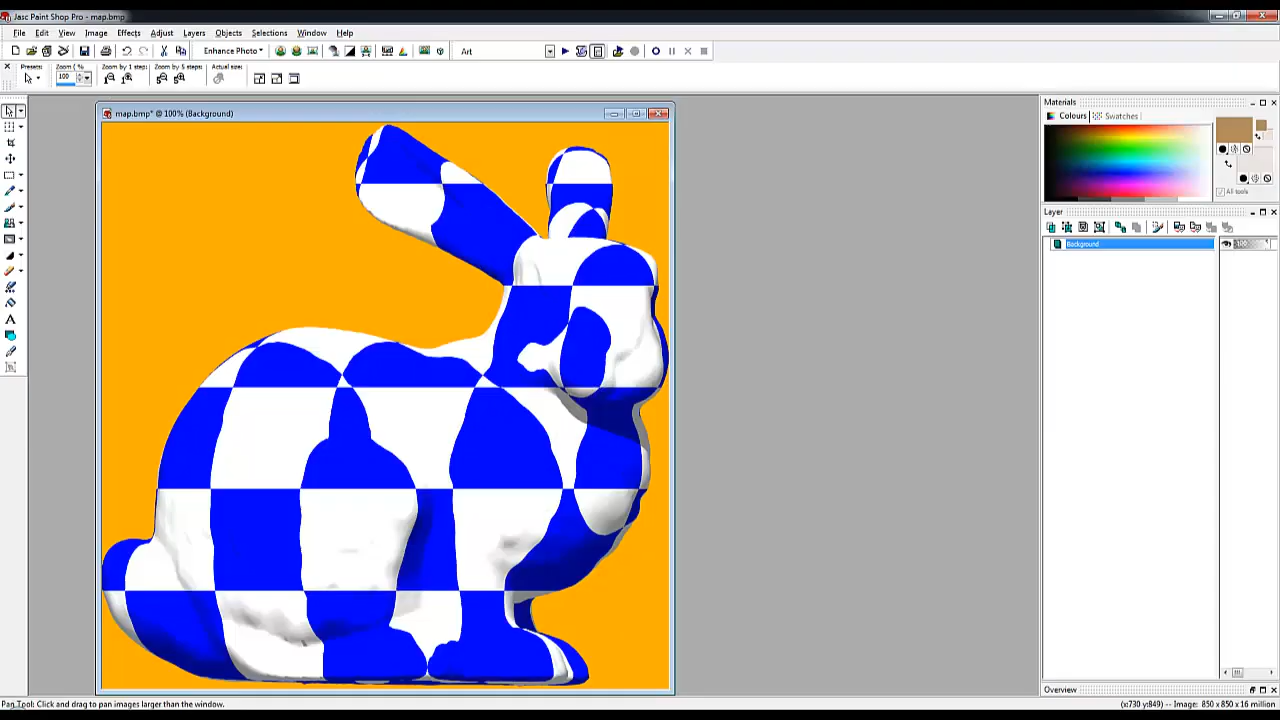 Jasc Paint Shop Pro - map.bmp
File Edit View Image Effects Adjust Layers Objects Selections Window Help
Enhance Photo Art
Presets: Zoom (% Zoom by 1 step: Zoom by 5 steps: Actual size:
100
map.bmp* @ 100% (Background)
Materials
Colours Swatches
All tools
Layer
Background 100
Overview
Pan Tool: Click and drag to pan images larger than the window.
(x:730 y:849) -- Image: 850 x 850 x 16 million